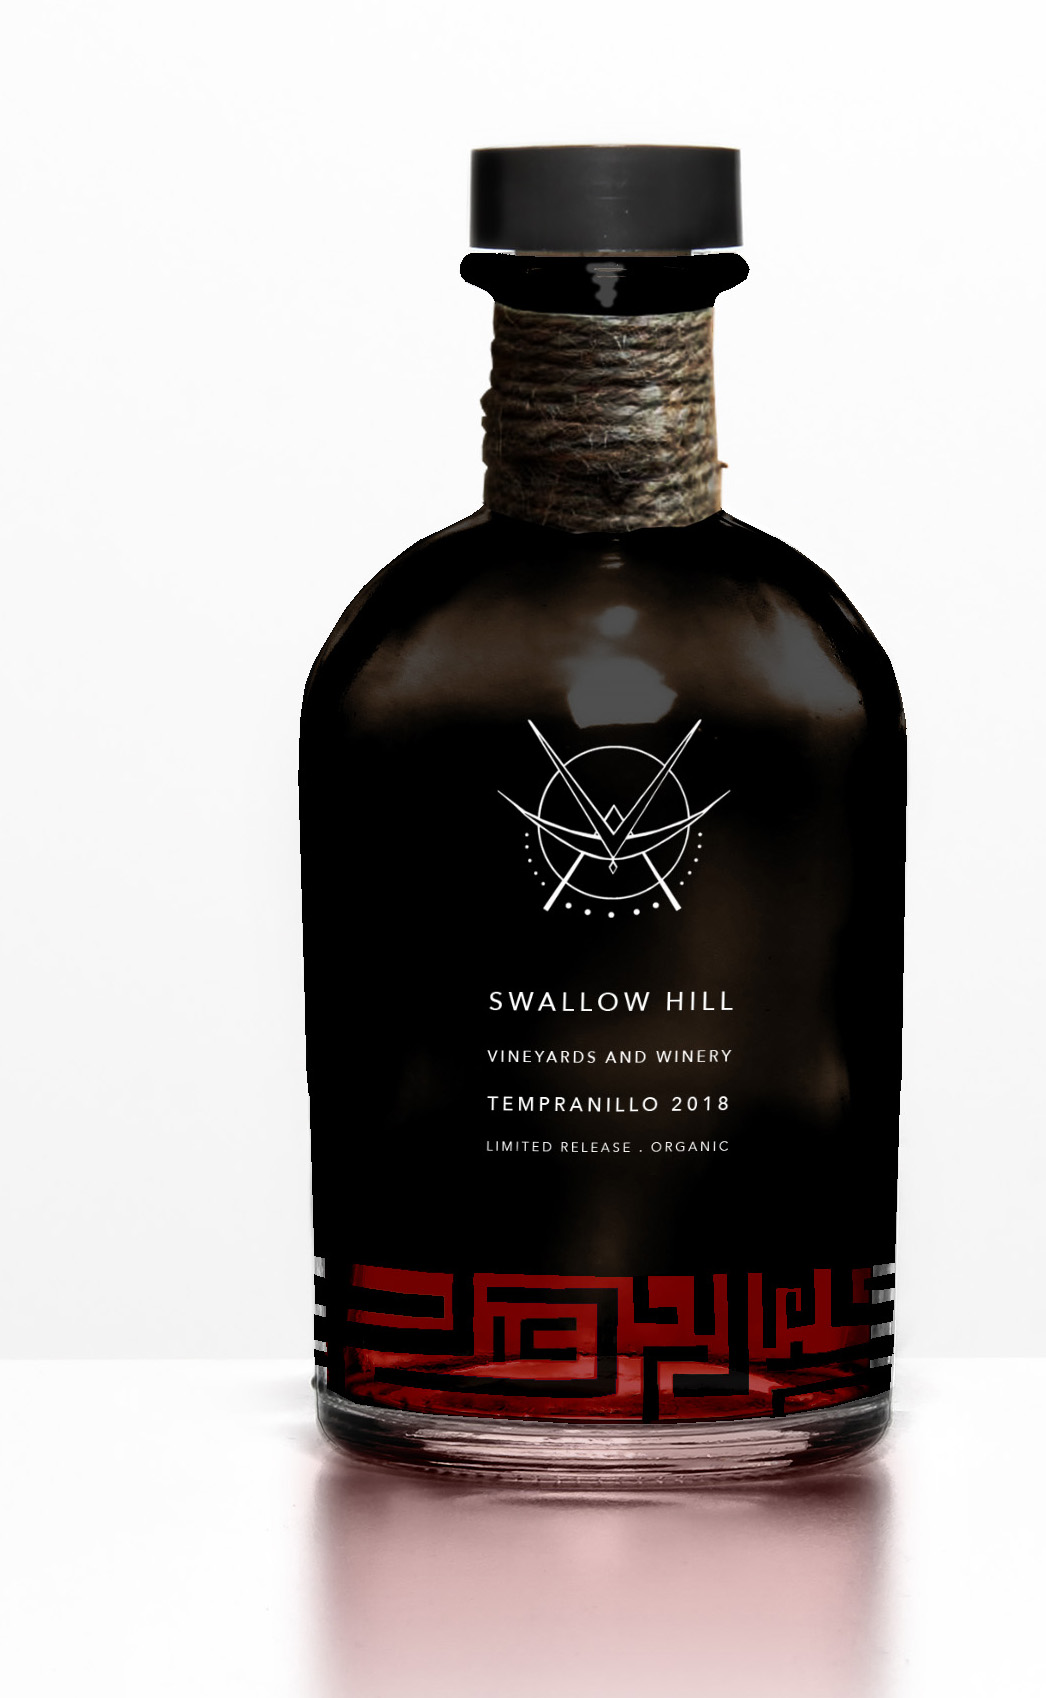 SWALLOW HILL
VINEYARDS AND WINERY
TEMPRANILLO 2018
LIMITED RELEASE . ORGANIC